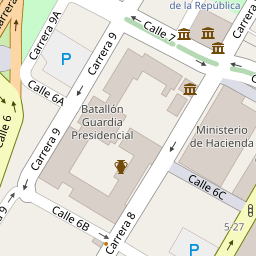 de la República
Calle 7
Carrera 9A
Carrera 9
P
Calle 6A
Batallón
Guardia
Presidencial
Ministerio
de Hacienda
Calle 6
Carrera 9
Calle 6C
Calle 6B
Carrera 8
S-27
P
9